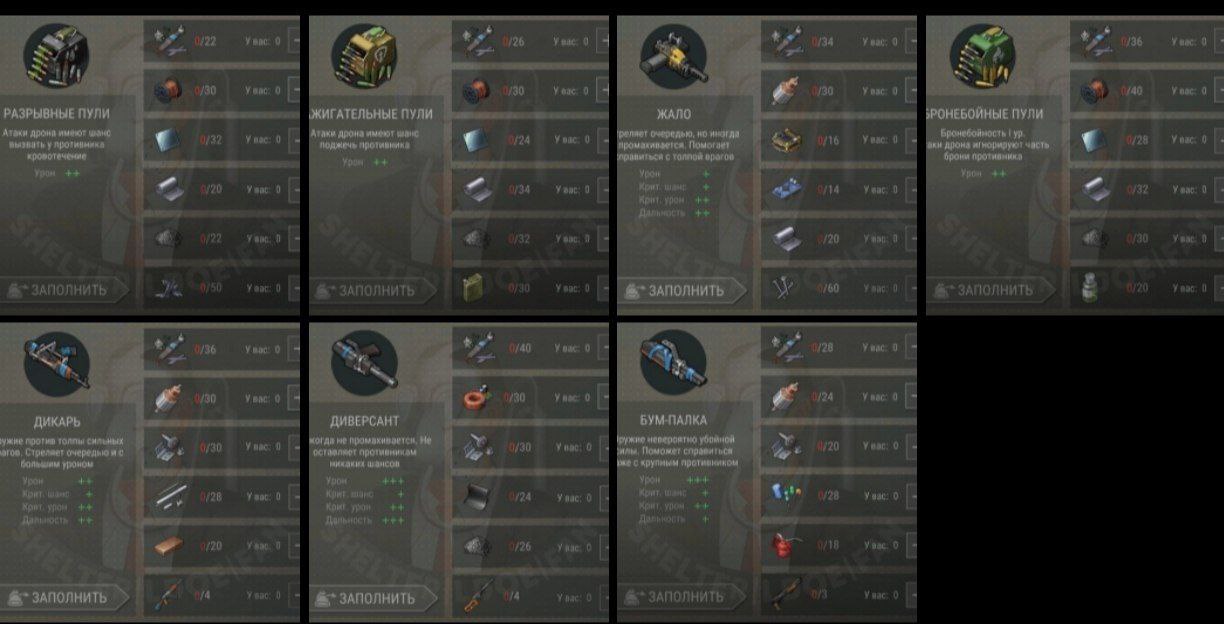 0/22 У вас: 0
0/30 У вас: 0
РАЗРЫВНЫЕ ПУЛИ
Атаки дрона имеют шанс
вызвать у противника
кровотечение
Урон ++
0/32 У вас: 0
0/20 У вас: 0
0/22 У вас: 0
ЗАПОЛНИТЬ
0/50 У вас: 0
0/26 У вас: 0
0/30 У вас: 0
ЖИГАТЕЛЬНЫЕ ПУЛИ
Атаки дрона имеют шанс
поджечь противника
Урон ++
0/24 У вас: 0
0/34 У вас: 0
0/32 У вас: 0
ЗАПОЛНИТЬ
0/30 У вас: 0
0/34 У вас: 0
0/30 У вас: 0
ЖАЛО
реляет очередью, но иногда
промахивается. Помогает
правиться с толпой врагов
Урон +
Крит. шанс +
Крит. урон ++
Дальность ++
0/16 У вас: 0
0/14 У вас: 0
0/20 У вас: 0
ЗАПОЛНИТЬ
0/60 У вас: 0
0/36 У вас: 0
0/40 У вас: 0
БРОНЕБОЙНЫЕ ПУЛИ
Бронебойность I ур.
аки дрона игнорируют часть
брони противника
Урон ++
0/28 У вас: 0
0/32 У вас: 0
0/30 У вас: 0
ЗАПОЛНИТЬ
0/20 У вас: 0
0/36 У вас: 0
0/30 У вас: 0
ДИКАРЬ
ружие против толпы сильных
рагов. Стреляет очередью и с
большим уроном
Урон ++
Крит. шанс +
Крит. урон ++
Дальность ++
0/30 У вас: 0
0/28 У вас: 0
0/20 У вас: 0
ЗАПОЛНИТЬ
0/4 У вас: 0
0/40 У вас: 0
0/30 У вас: 0
ДИВЕРСАНТ
когда не промахивается. Не
оставляет противникам
никаких шансов
Урон +++
Крит. шанс +
Крит. урон ++
Дальность +++
0/30 У вас: 0
0/24 У вас: 0
0/26 У вас: 0
ЗАПОЛНИТЬ
0/4 У вас: 0
0/28 У вас: 0
0/24 У вас: 0
БУМ-ПАЛКА
Оружие невероятно убойной
силы. Поможет справиться
же с крупным противником
Урон +++
Крит. шанс +
Крит. урон ++
Дальность +
0/20 У вас: 0
0/28 У вас: 0
0/18 У вас: 0
ЗАПОЛНИТЬ
0/3 У вас: 0